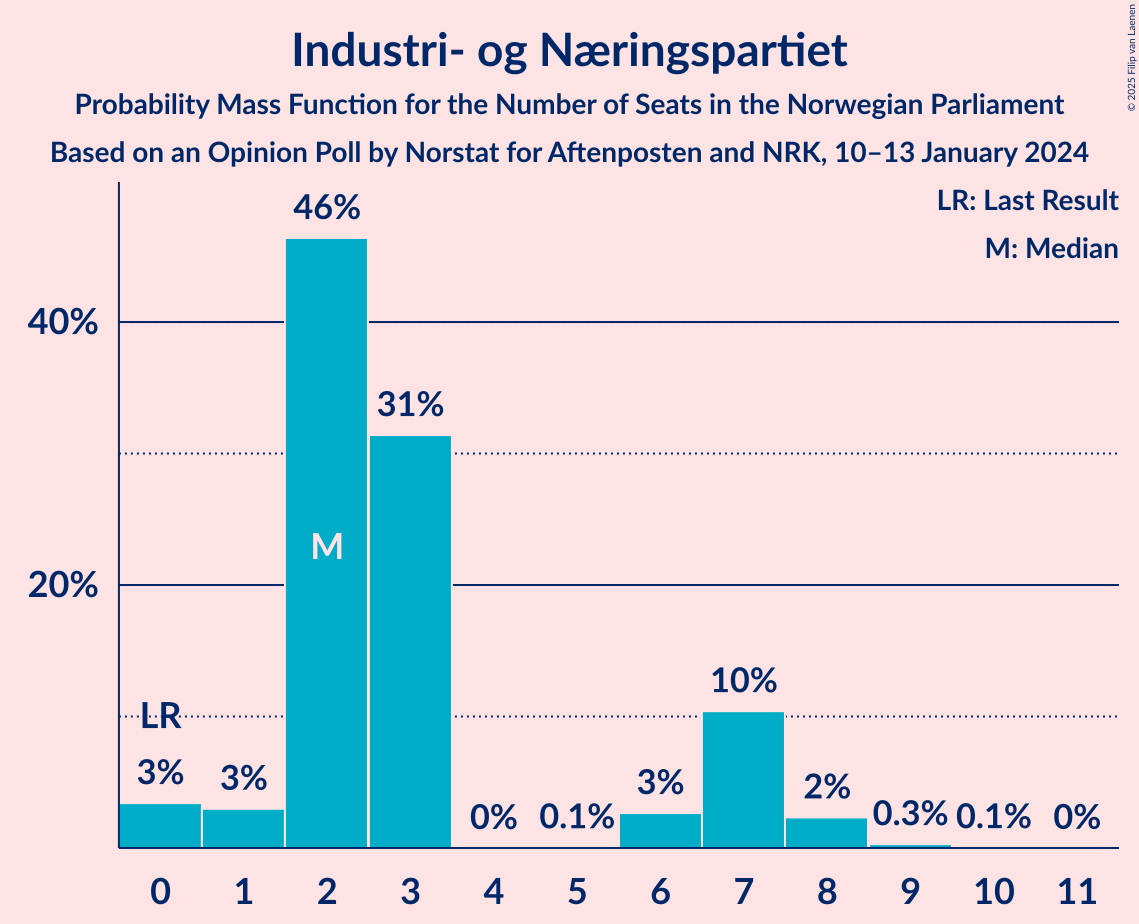 Industri- og Næringspartiet
Probability Mass Function for the Number of Seats in the Norwegian Parliament
Based on an Opinion Poll by Norstat for Aftenposten and NRK, 10–13 January 2024
© 2025 Filip van Laenen
LR: Last Result
M: Median
46%
40%
31%
M
20%
10%
LR
3%
3%
3%
2%
0%
0.1%
0.3%
0.1%
0%
0 1 2 3 4 5 6 7 8 9 10 11